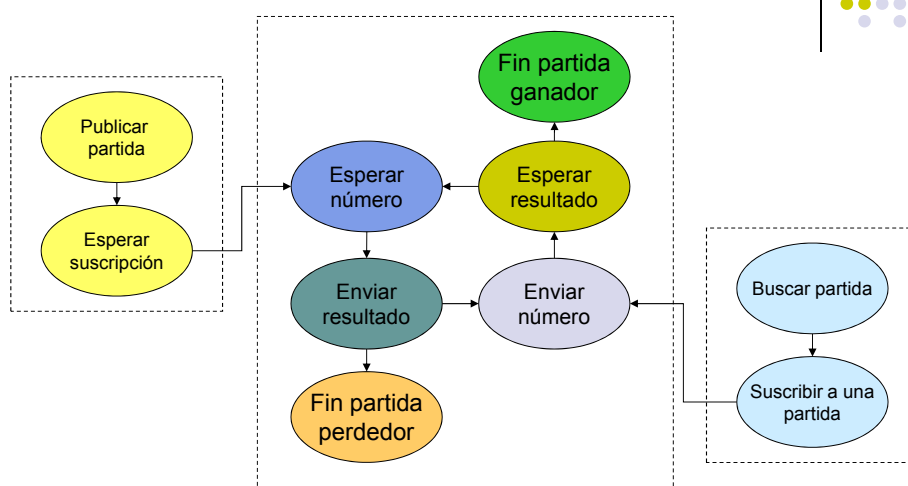 Publicar
partida
Esperar
suscripción
Fin partida
ganador
Esperar
número
Esperar
resultado
Enviar
resultado
Enviar
número
Fin partida
perdedor
Buscar partida
Suscribir a una
partida